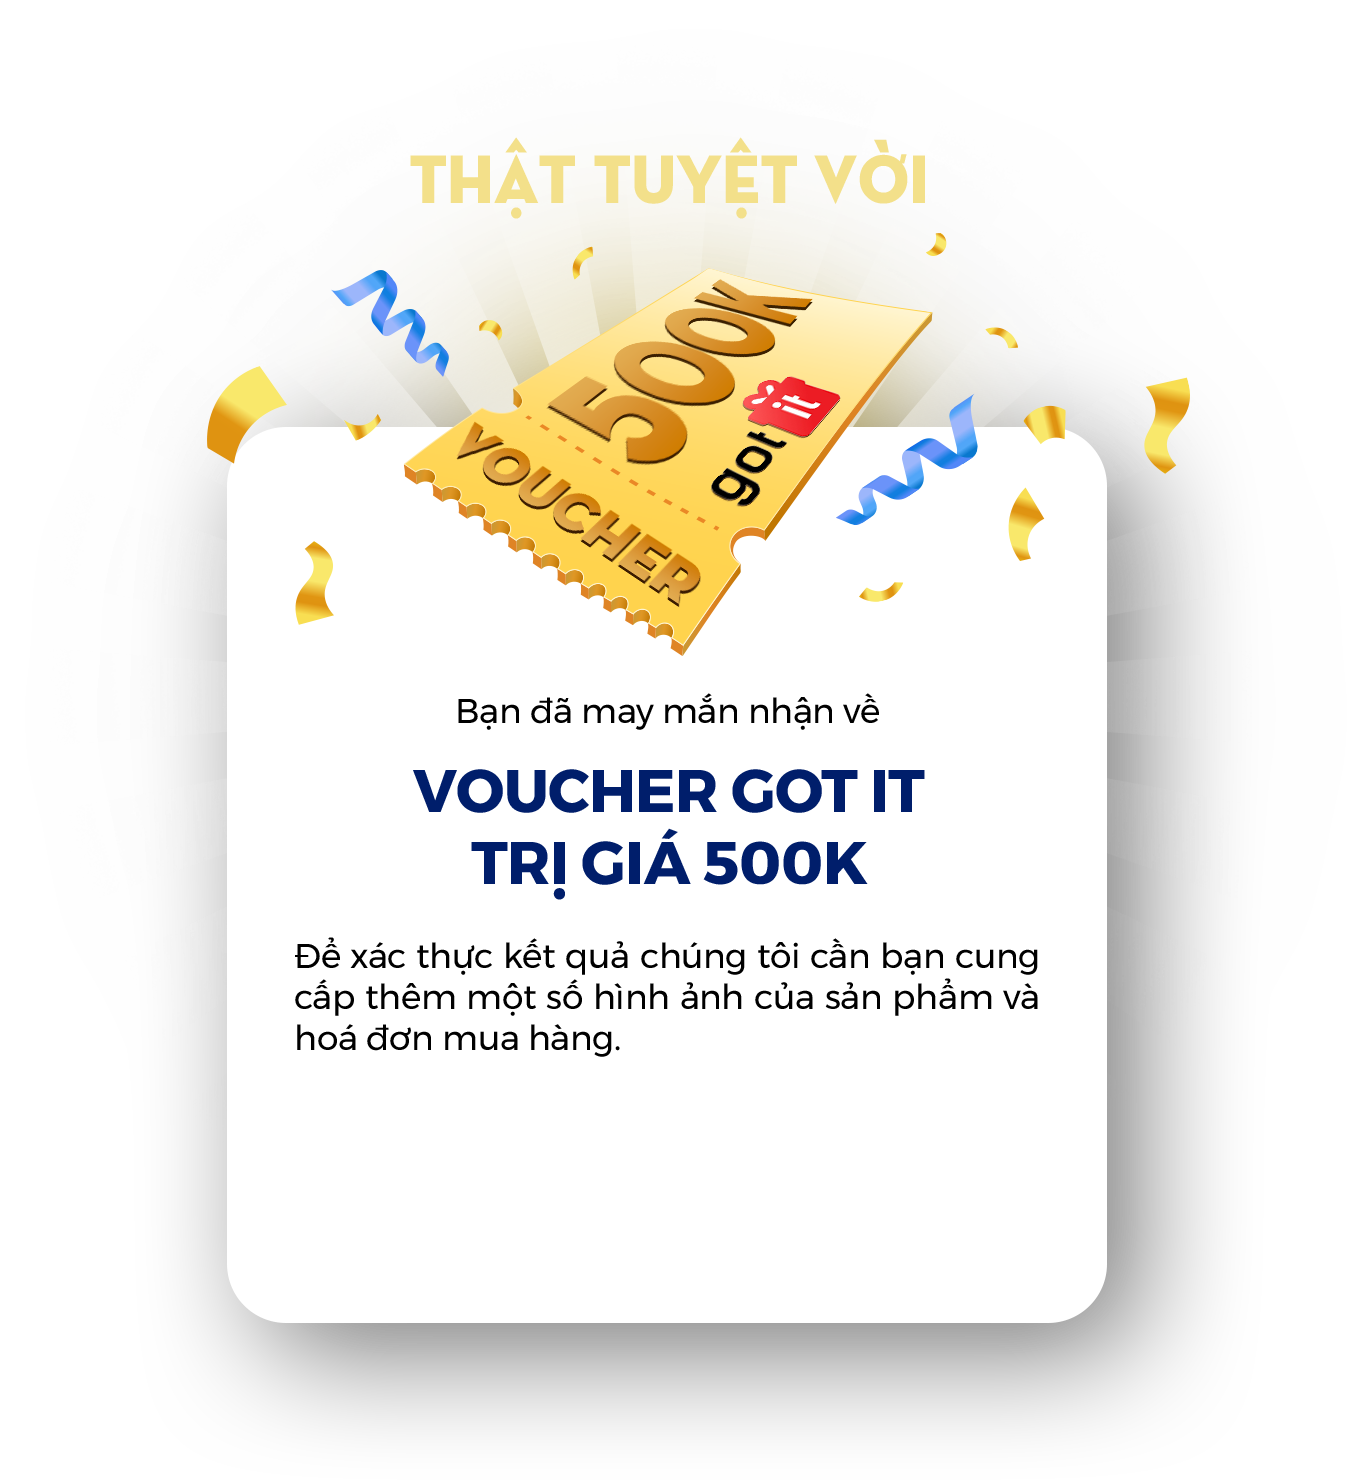 THẬT TUYỆT VỜI
500K
got it
VOUCHER
Bạn đã may mắn nhận về
VOUCHER GOT IT
TRỊ GIÁ 500K
Để xác thực kết quả chúng tôi cần bạn cung
cấp thêm một số hình ảnh của sản phẩm và
hoá đơn mua hàng.